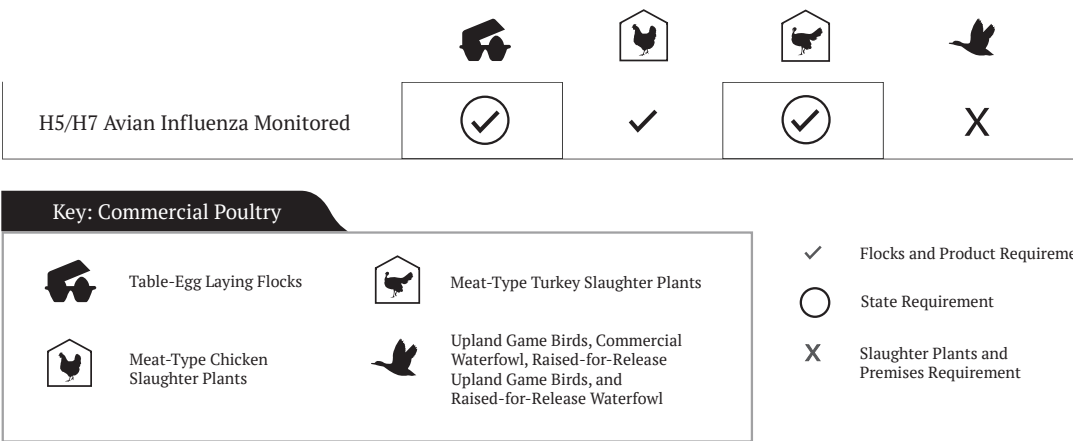 H5/H7 Avian Influenza Monitored
X
Key: Commercial Poultry
Table-Egg Laying Flocks
Meat-Type Chicken
Slaughter Plants
Meat-Type Turkey Slaughter Plants
Upland Game Birds, Commercial
Waterfowl, Raised-for-Release
Upland Game Birds, and
Raised-for-Release Waterfowl
Flocks and Product
State Requirement
X Slaughter Plants and
Premises Requirement